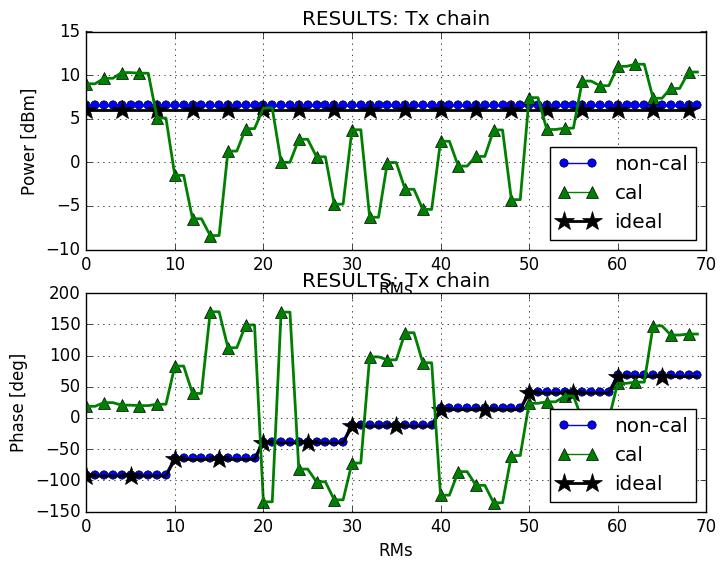 RESULTS: Tx chain
15
10
5
0
−5
−10
Power [dBm]
non-cal
cal
ideal
0 10 20 30 40 50 60 70
RMs
RESULTS: Tx chain
200
150
100
50
0
−50
−100
−150
Phase [deg]
non-cal
cal
ideal
0 10 20 30 40 50 60 70
RMs